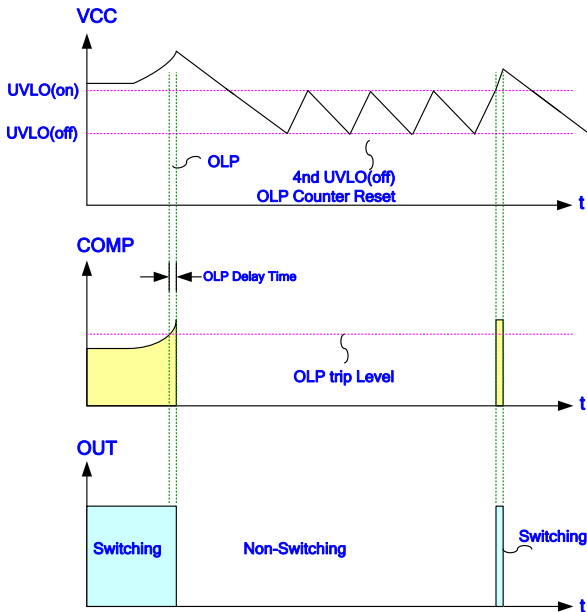 VCC
UVLO(on)
UVLO(off)
OLP
4nd UVLO(off)
OLP Counter Reset
t
COMP
OLP Delay Time
OLP trip Level
t
OUT
Switching
Non-Switching
Switching
t